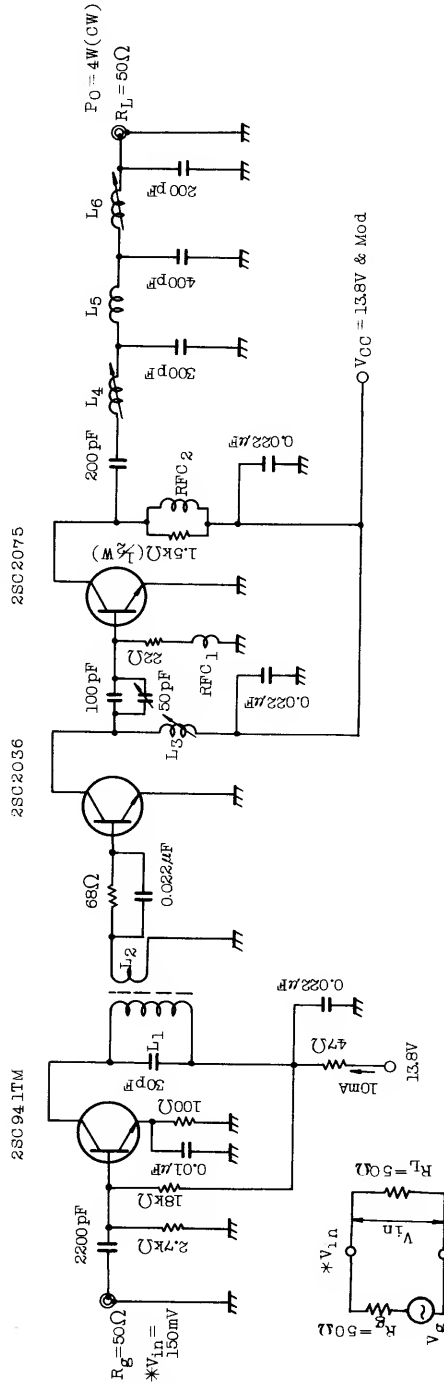 2SC941TM
2SC2036
2SC2075
Rg=50Ω
*Vin=
150mV
2200pF
2.7kΩ
18kΩ
0.01μF
100Ω
30pF
L1
L2
47Ω
10mA
13.8V
0.022μF
68Ω
0.022μF
100pF
50pF
L3
22Ω
RFC1
0.022μF
1.5kΩ(½W)
RFC2
0.022μF
200pF
L4
300pF
L5
400pF
L6
200pF
PO=4W(CW)
RL=50Ω
VCC=13.8V & Mod
*Vin
Rg=50Ω
Vg
Vin
RL=50Ω